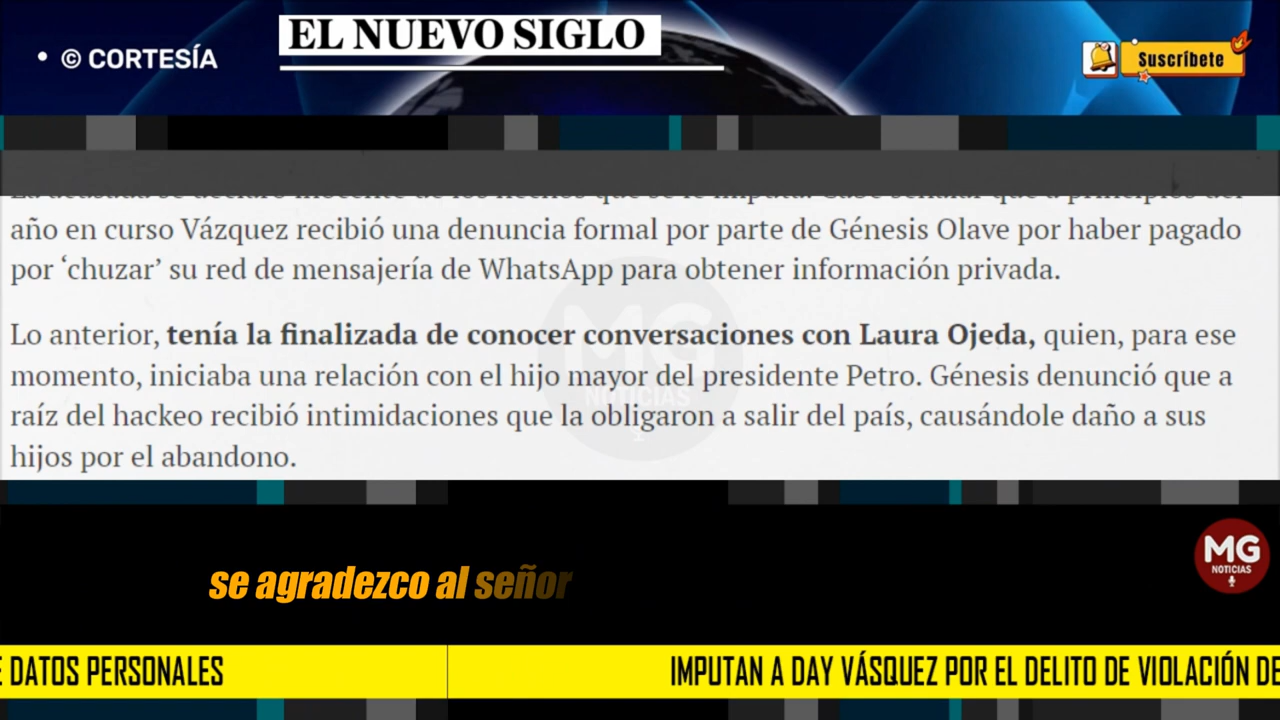 • © CORTESÍA
EL NUEVO SIGLO
Suscríbete
año en curso Vázquez recibió una denuncia formal por parte de Génesis Olave por haber pagado
por ‘chuzar’ su red de mensajería de WhatsApp para obtener información privada.
Lo anterior, tenía la finalizada de conocer conversaciones con Laura Ojeda, quien, para ese
momento, iniciaba una relación con el hijo mayor del presidente Petro. Génesis denunció que a
raíz del hackeo recibió intimidaciones que la obligaron a salir del país, causándole daño a sus
hijos por el abandono.
MG
NOTICIAS
MG
NOTICIAS
se agradezco al señor
E DATOS PERSONALES
IMPUTAN A DAY VÁSQUEZ POR EL DELITO DE VIOLACIÓN DE